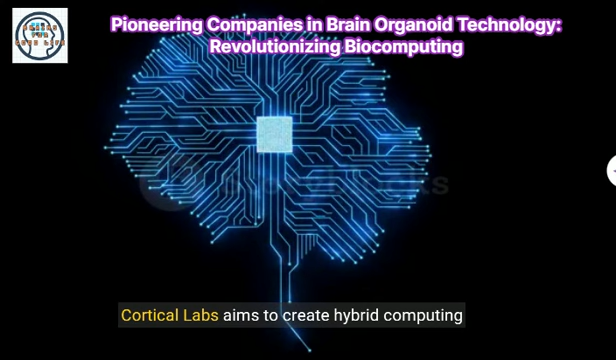 Pioneering Companies in Brain Organoid Technology:
Revolutionizing Biocomputing
Cortical Labs aims to create hybrid computing